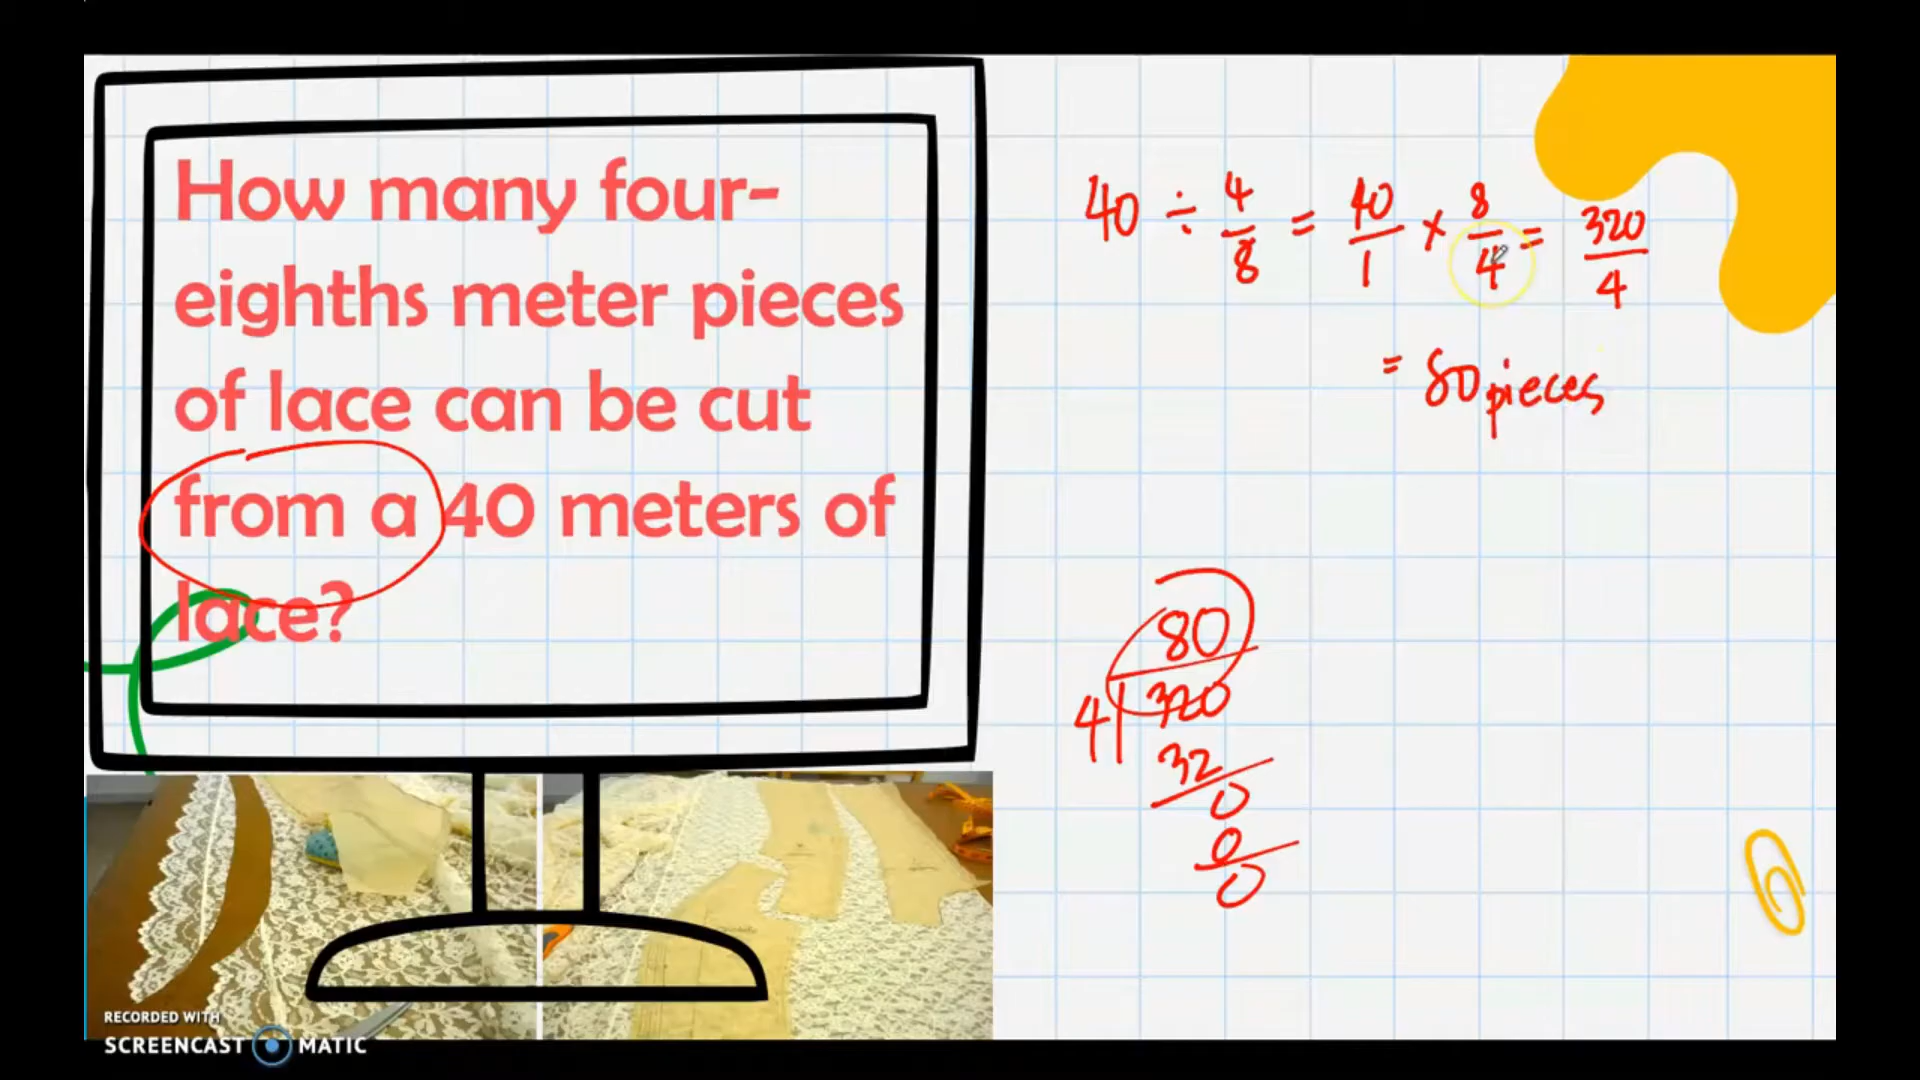 How many four-
eighths meter pieces
of lace can be cut
from a 40 meters of
lace?
40 ÷ 4/8 = 40/1 × 8/4 = 320/4
= 80 pieces
80
4 320
32
0
0
0
RECORDED WITH
SCREENCAST MATIC